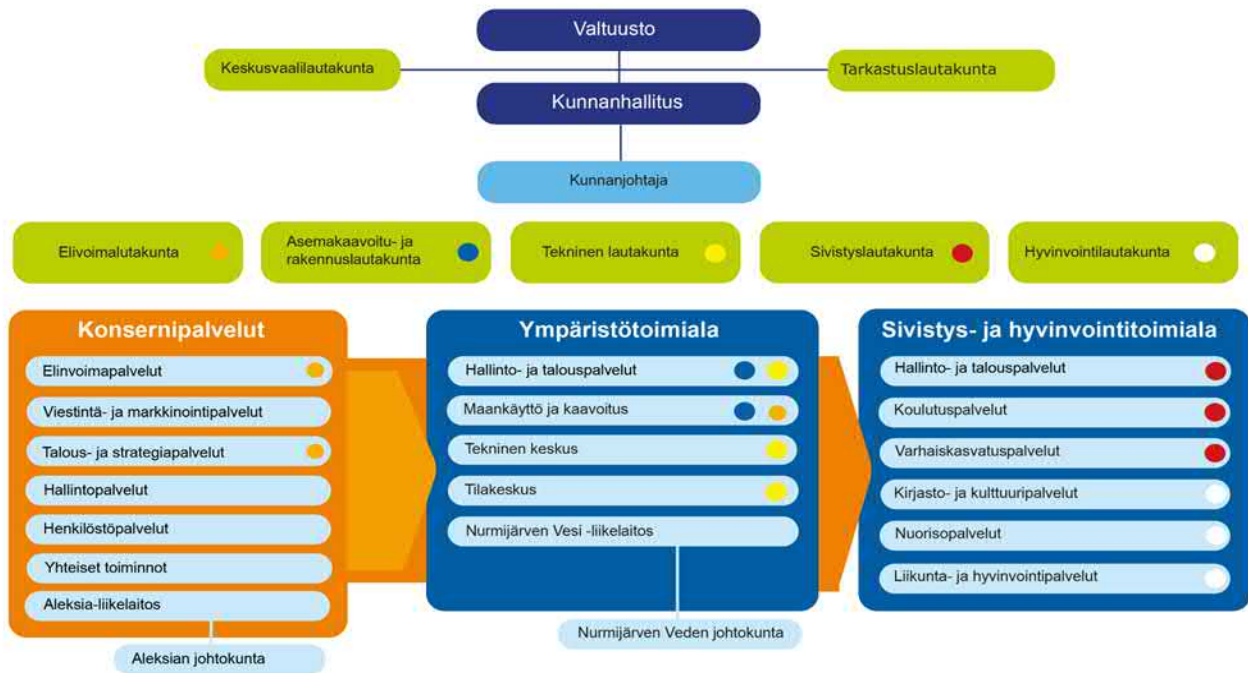 Valtuusto
Keskusvaalilautakunta
Tarkastuslautakunta
Kunnanhallitus
Kunnanjohtaja
Elivoimalutakunta
Asemakaavoitu- ja
rakennuslautakunta
Tekninen lautakunta
Sivistyslautakunta
Hyvinvointilautakunta
Konsernipalvelut
Elinvoimapalvelut
Viestintä- ja markkinointipalvelut
Talous- ja strategiapalvelut
Hallintopalvelut
Henkilöstöpalvelut
Yhteiset toiminnot
Aleksia-liikelaitos
Aleksian johtokunta
Ympäristötoimiala
Hallinto- ja talouspalvelut
Maankäyttö ja kaavoitus
Tekninen keskus
Tilakeskus
Nurmijärven Vesi -liikelaitos
Nurmijärven Veden johtokunta
Sivistys- ja hyvinvointitoimiala
Hallinto- ja talouspalvelut
Koulutuspalvelut
Varhaiskasvatuspalvelut
Kirjasto- ja kulttuuripalvelut
Nuorisopalvelut
Liikunta- ja hyvinvointipalvelut